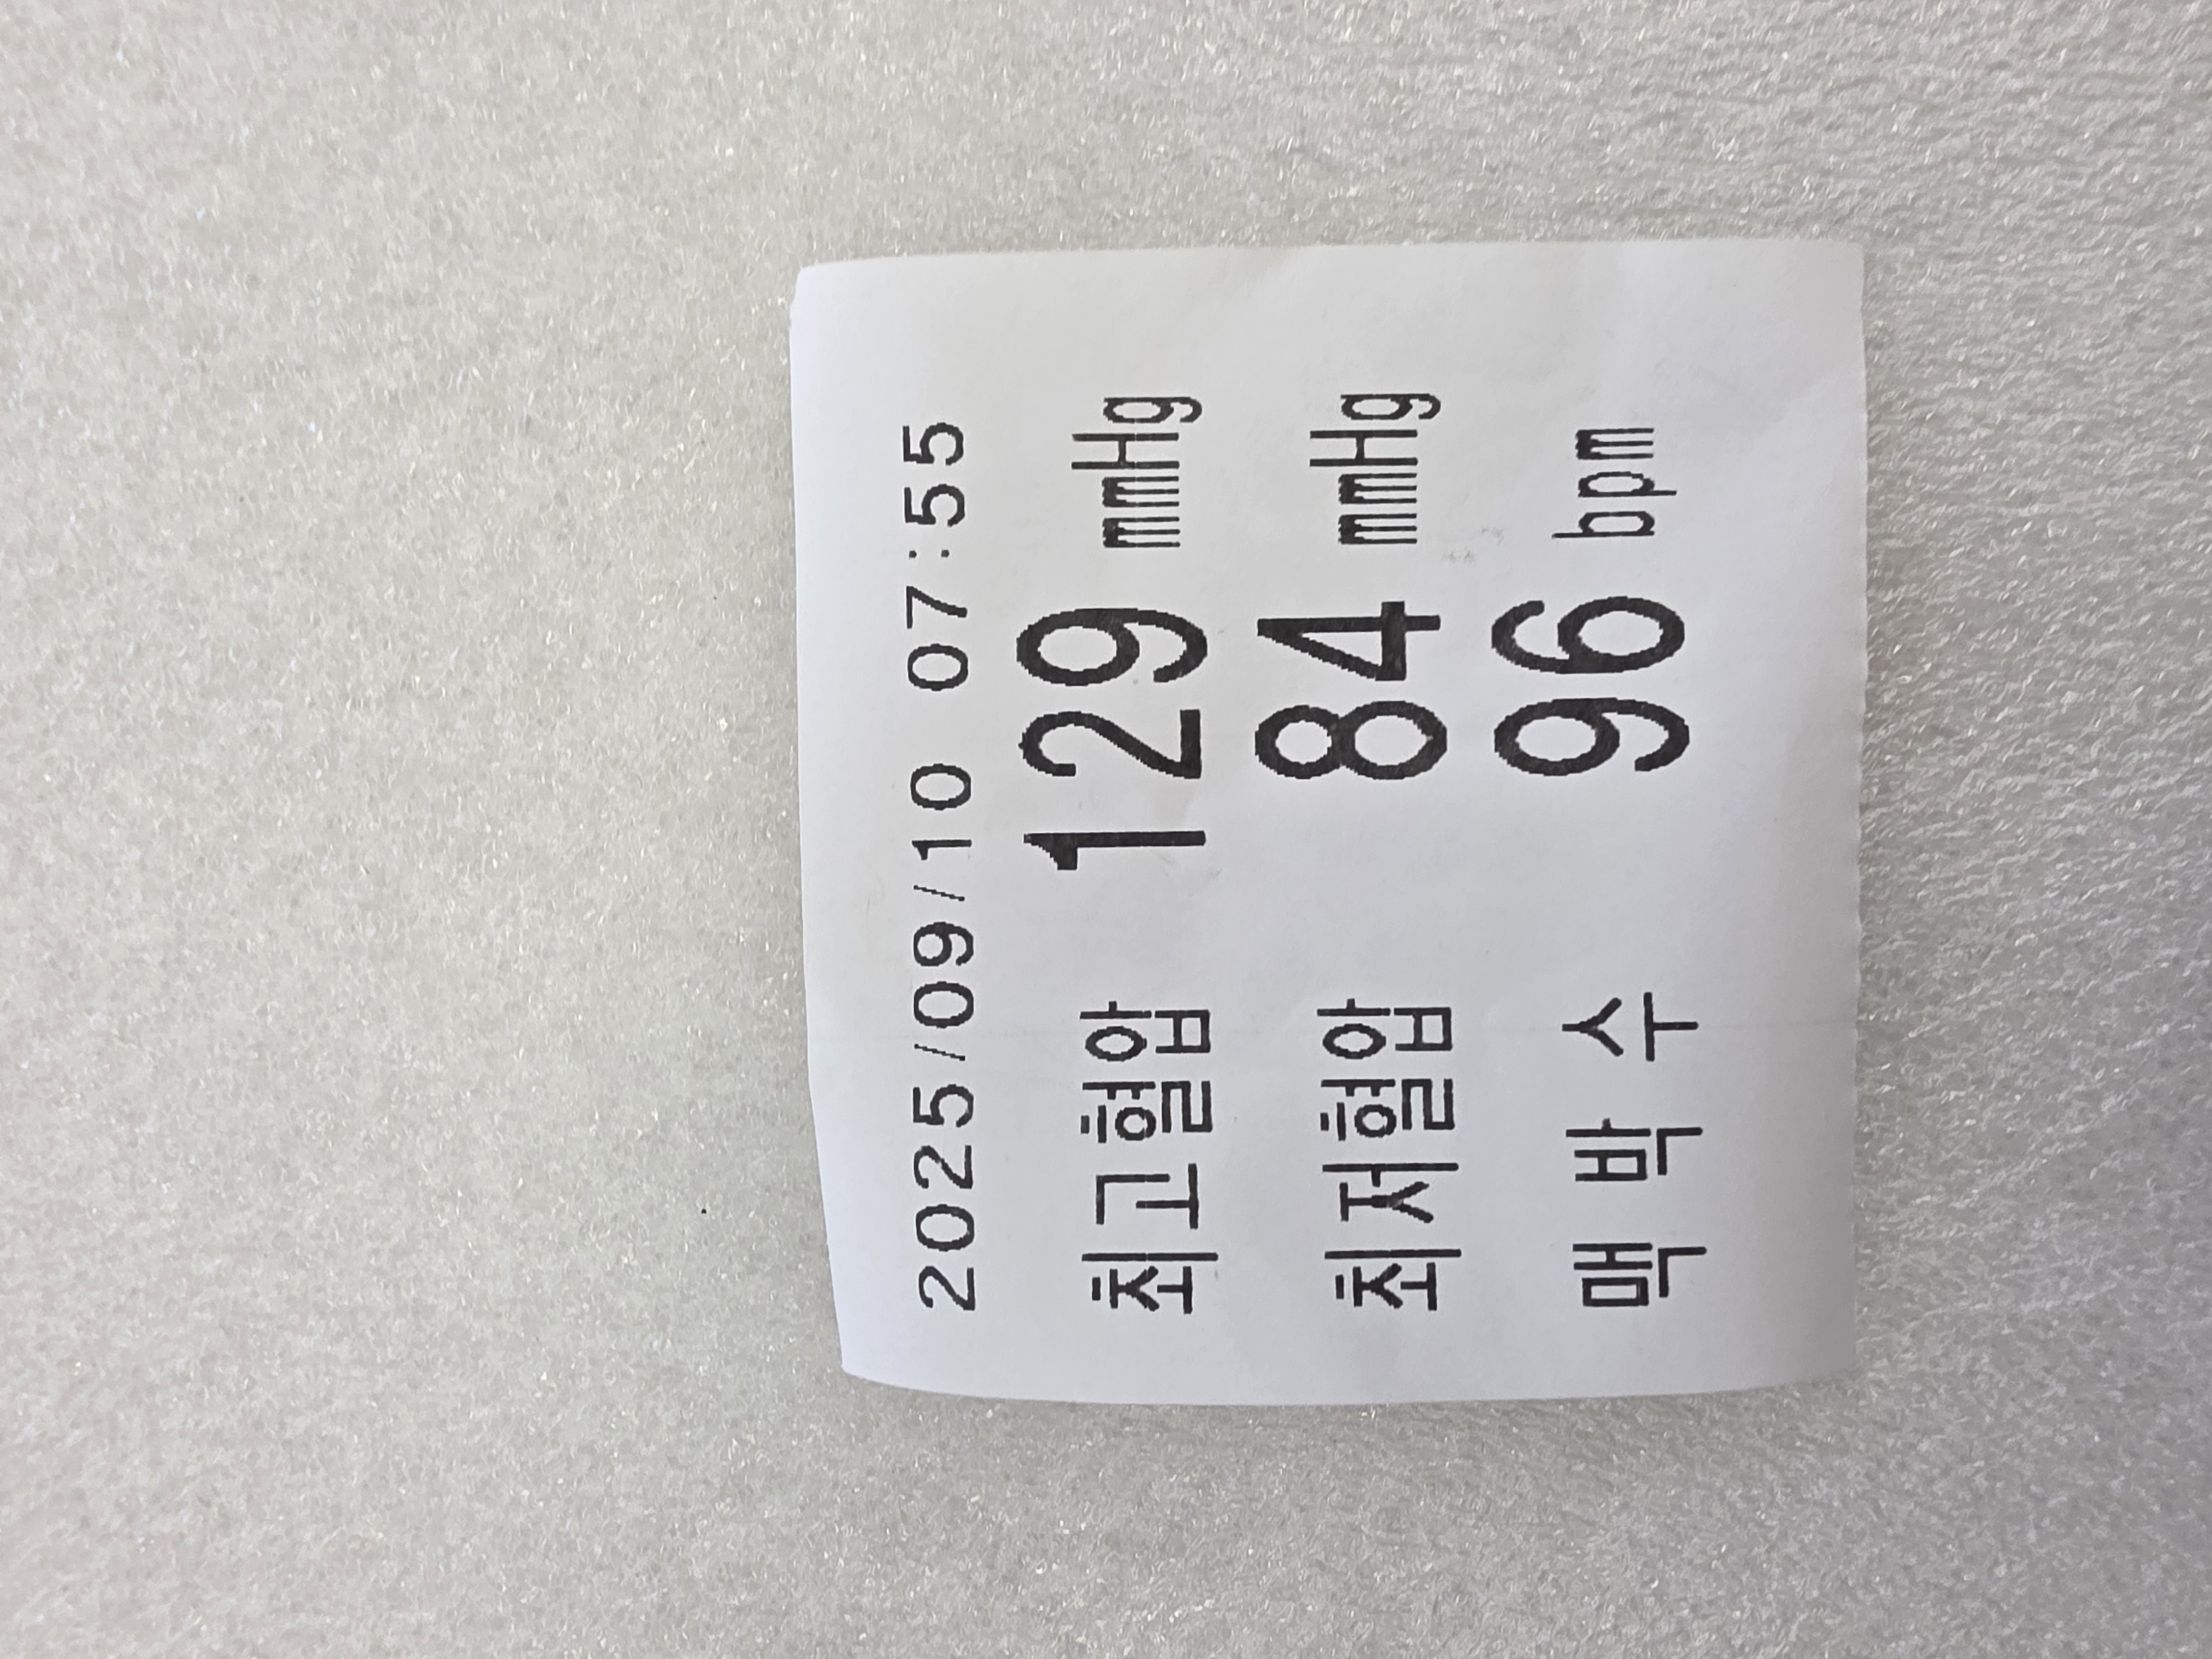 2025/09/10 07:55
최고혈압 129 mmHg
최저혈압 84 mmHg
맥 박 수 96 bpm